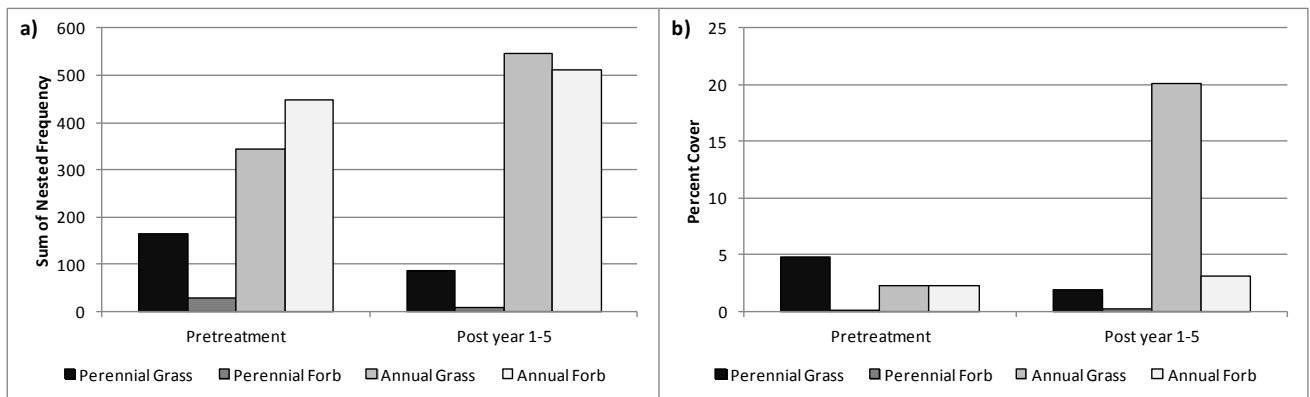 a)
Sum of Nested Frequency
600
500
400
300
200
100
0
Pretreatment Post year 1-5
Perennial Grass Perennial Forb Annual Grass Annual Forb
b)
Percent Cover
25
20
15
10
5
0
Pretreatment Post year 1-5
Perennial Grass Perennial Forb Annual Grass Annual Forb